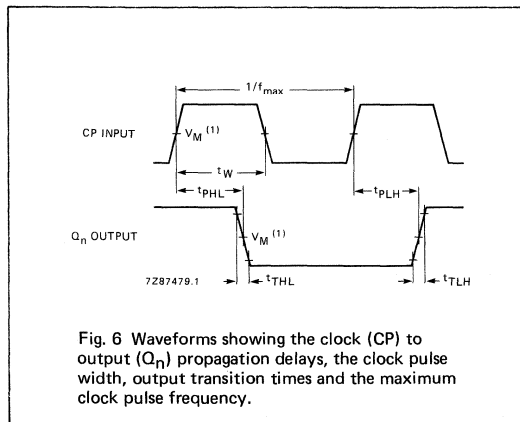 1/fmax
CP INPUT
VM (1)
tW
tPHL
tPLH
Qn OUTPUT
VM (1)
7Z87479.1
tTHL
tTLH
Fig. 6 Waveforms showing the clock (CP) to
output (Qn) propagation delays, the clock pulse
width, output transition times and the maximum
clock pulse frequency.